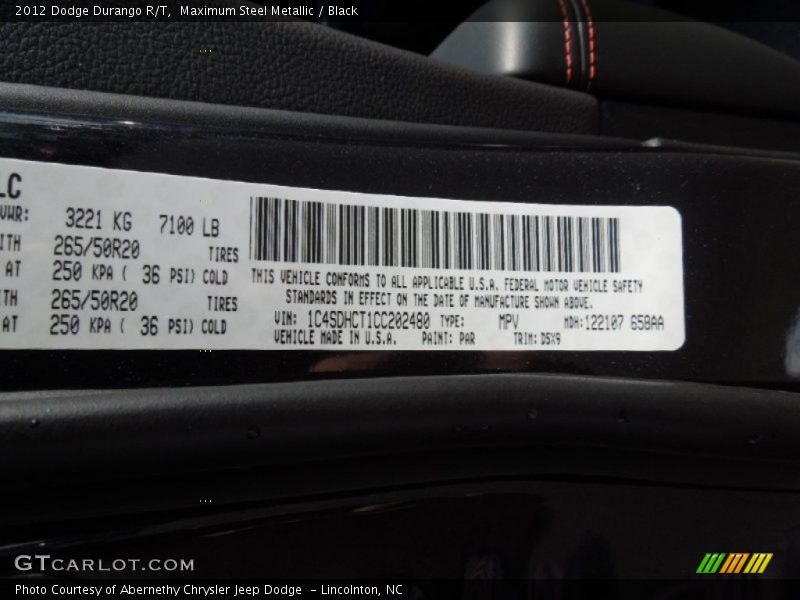 2012 Dodge Durango R/T, Maximum Steel Metallic / Black
LC
VWR: 3221 KG 7100 LB
ITH 265/50R20 TIRES
AT 250 KPA ( 36 PSI) COLD
TH 265/50R20 TIRES
AT 250 KPA ( 36 PSI) COLD
THIS VEHICLE CONFORMS TO ALL APPLICABLE U.S.A. FEDERAL MOTOR VEHICLE SAFETY
STANDARDS IN EFFECT ON THE DATE OF MANUFACTURE SHOWN ABOVE.
VIN: 1C4SDHCT1CC202480 TYPE: MPV MDH:122107 658AA
VEHICLE MADE IN U.S.A. PAINT: PAR TRIM: D5X9
GTCARLOT.COM
Photo Courtesy of Abernethy Chrysler Jeep Dodge - Lincolnton, NC